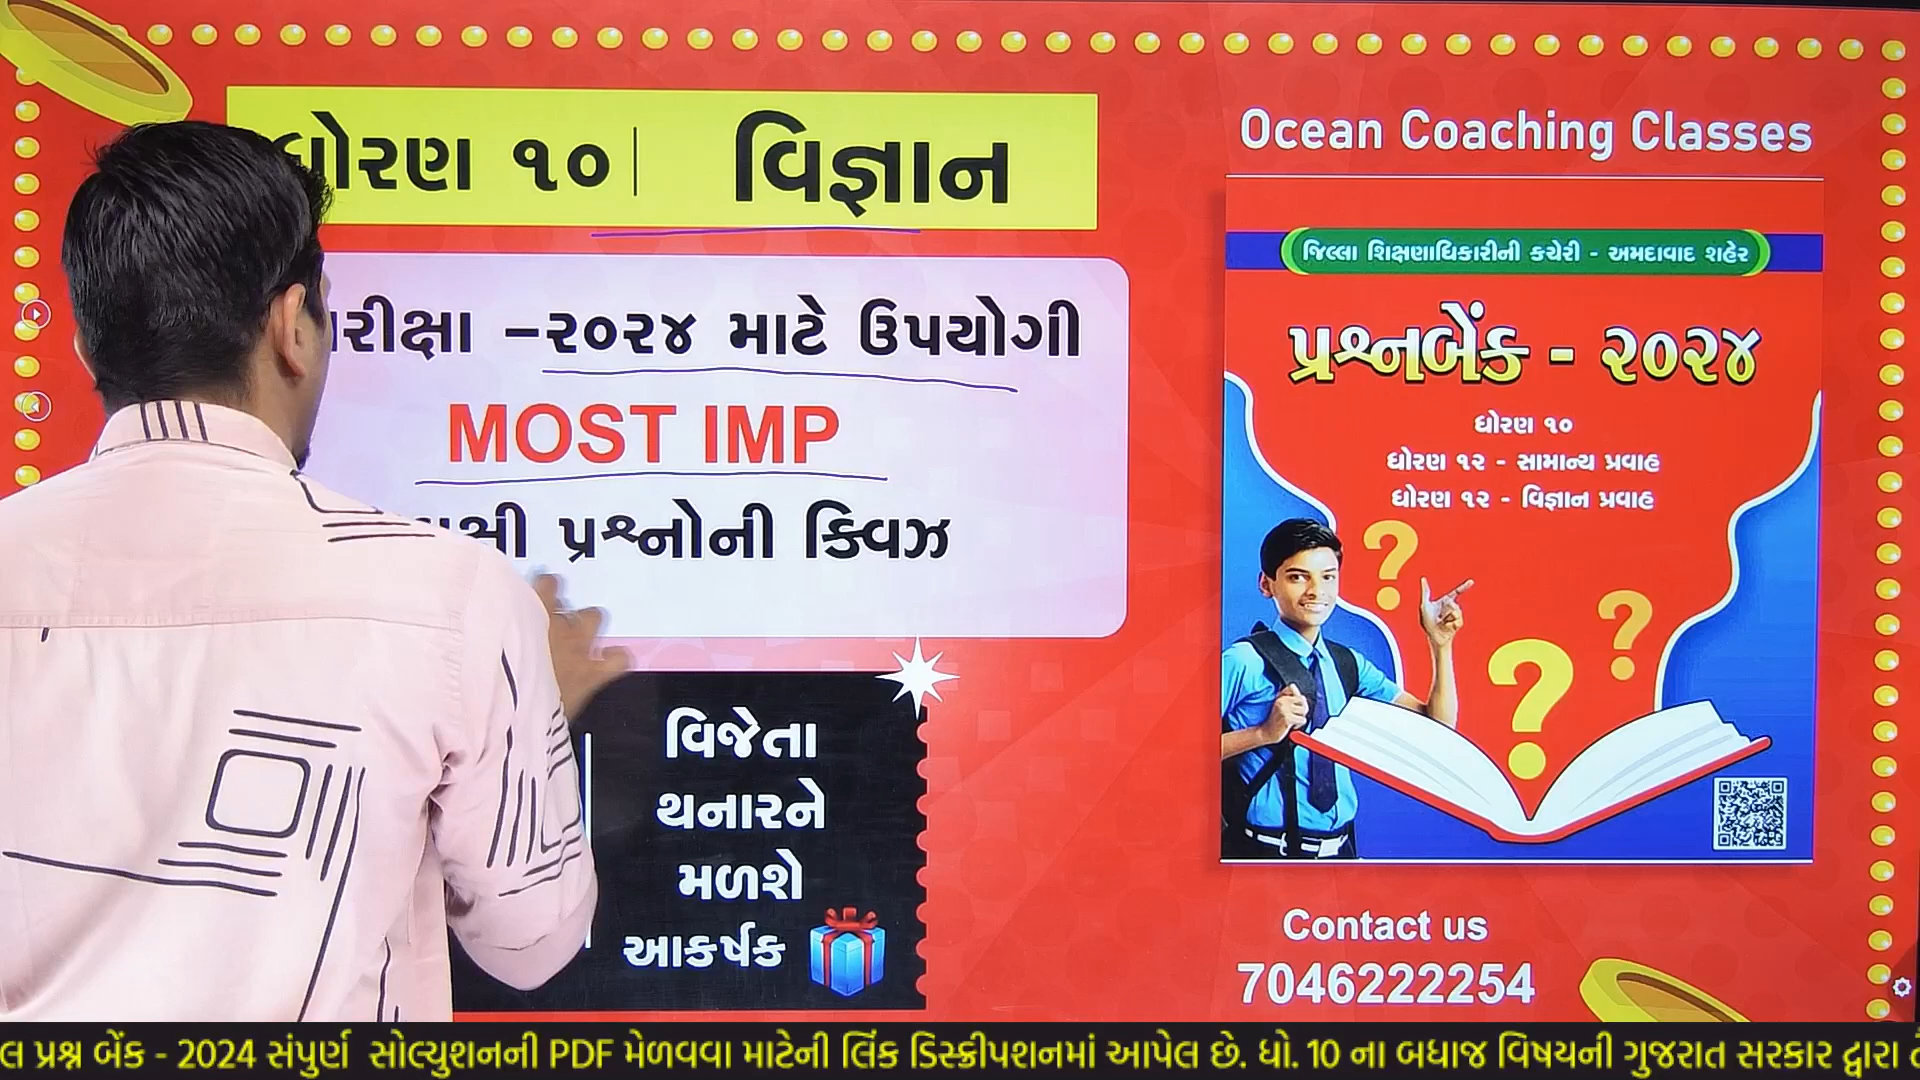 ધોરણ ૧૦ | વિજ્ઞાન
–૨૦૨૪ માટે ઉપયોગી
MOST IMP
પ્રશ્નોની ક્વિઝ
વિજેતા
થનારને
મળશે
આકર્ષક
Ocean Coaching Classes
જિલ્લા શિક્ષણાધિકારીની કચેરી - અમદાવાદ શહેર
પ્રશ્નબેંક - ૨૦૨૪
ધોરણ ૧૦
ધોરણ ૧૨ - સામાન્ય પ્રવાહ
ધોરણ ૧૨ - વિજ્ઞાન પ્રવાહ
Contact us
7046222254
પ્રશ્ન બેંક - 2024 સંપુર્ણ સોલ્યુશનની PDF મેળવવા માટેની લિંક ડિસ્ક્રીપશનમાં આપેલ છે. ધો. 10 ના બધાજ વિષયની ગુજરાત સરકાર દ્વારા